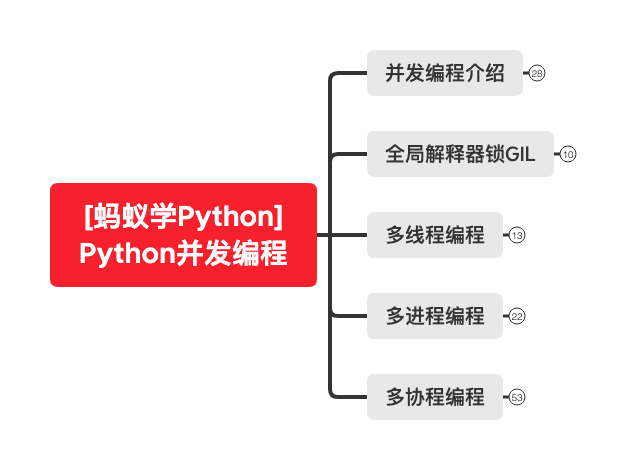 [蚂蚁学Python]
Python并发编程
并发编程介绍
28
全局解释器锁GIL
10
多线程编程
13
多进程编程
22
多协程编程
53